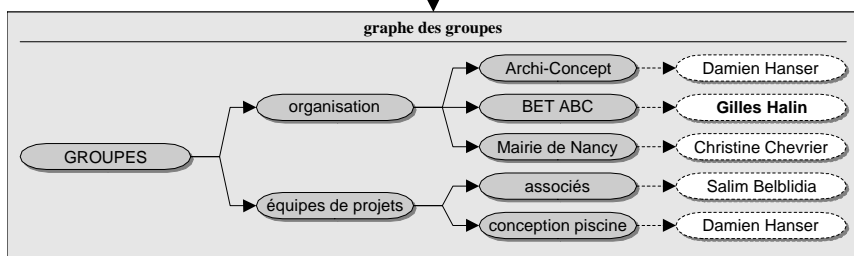 graphe des groupes
Archi-Concept
Damien Hanser
organisation
BET ABC
Gilles Halin
Mairie de Nancy
Christine Chevrier
GROUPES
associés
Salim Belblidia
équipes de projets
conception piscine
Damien Hanser